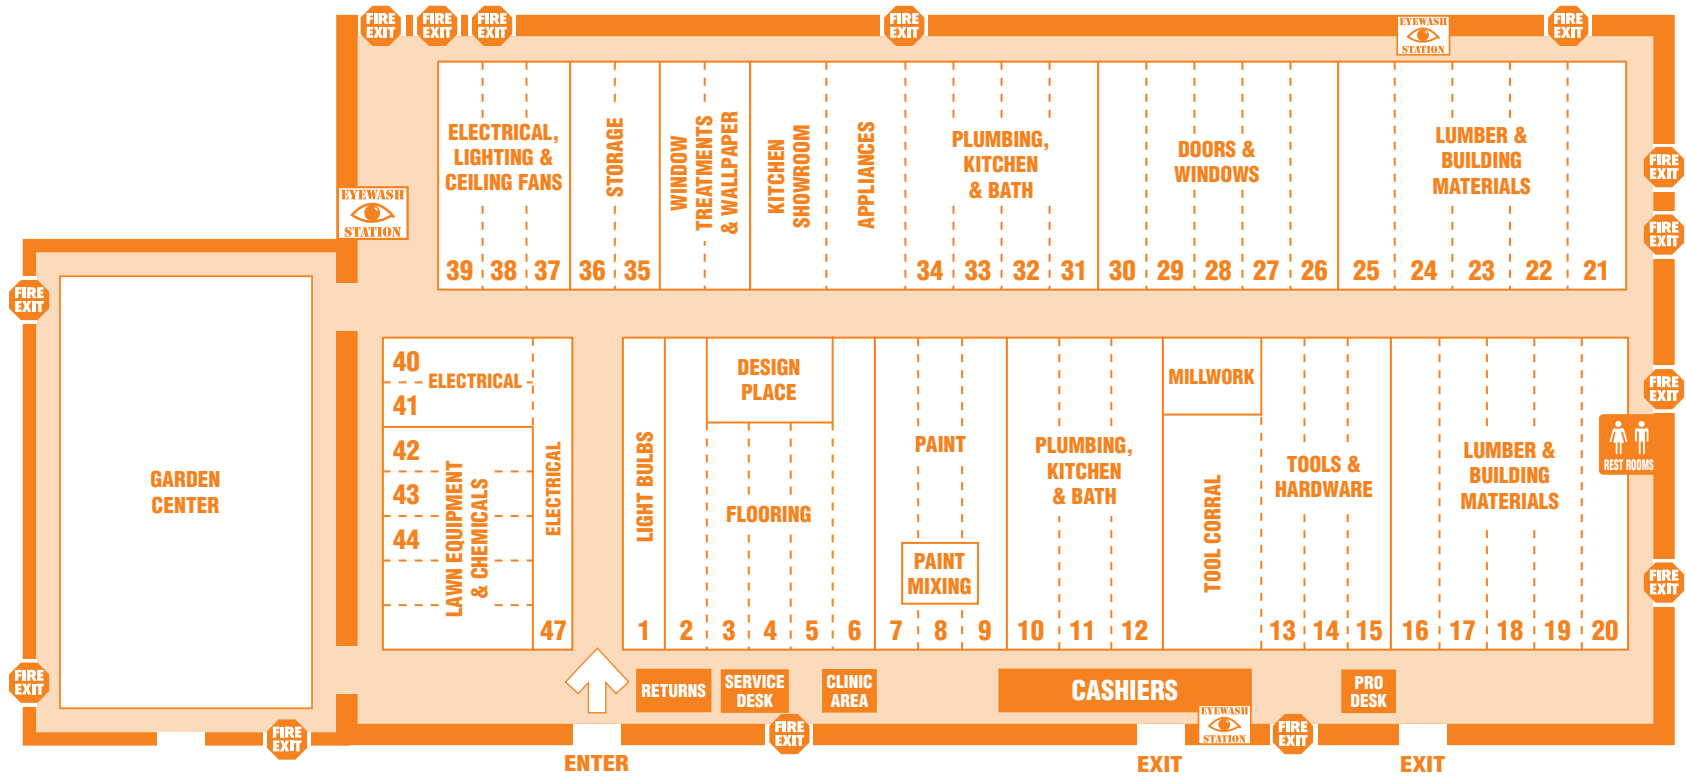 FIRE
EXIT
FIRE
EXIT
FIRE
EXIT
FIRE
EXIT
EYEWASH
STATION
FIRE
EXIT
ELECTRICAL,
LIGHTING &
CEILING FANS
STORAGE
WINDOW
TREATMENTS
& WALLPAPER
KITCHEN
SHOWROOM
APPLIANCES
PLUMBING,
KITCHEN
& BATH
DOORS &
WINDOWS
LUMBER &
BUILDING
MATERIALS
FIRE
EXIT
FIRE
EXIT
EYEWASH
STATION
39 38 37 36 35 34 33 32 31 30 29 28 27 26 25 24 23 22 21
FIRE
EXIT
GARDEN
CENTER
40
ELECTRICAL
41
42
43
44
LAWN EQUIPMENT
& CHEMICALS
ELECTRICAL
LIGHT BULBS
DESIGN
PLACE
FLOORING
PAINT
PAINT
MIXING
PLUMBING,
KITCHEN
& BATH
MILLWORK
TOOL CORRAL
TOOLS &
HARDWARE
LUMBER &
BUILDING
MATERIALS
FIRE
EXIT
REST ROOMS
FIRE
EXIT
47 1 2 3 4 5 6 7 8 9 10 11 12 13 14 15 16 17 18 19 20
FIRE
EXIT
RETURNS
SERVICE
DESK
CLINIC
AREA
CASHIERS
PRO
DESK
FIRE
EXIT
FIRE
EXIT
EYEWASH
STATION
FIRE
EXIT
ENTER
EXIT
EXIT